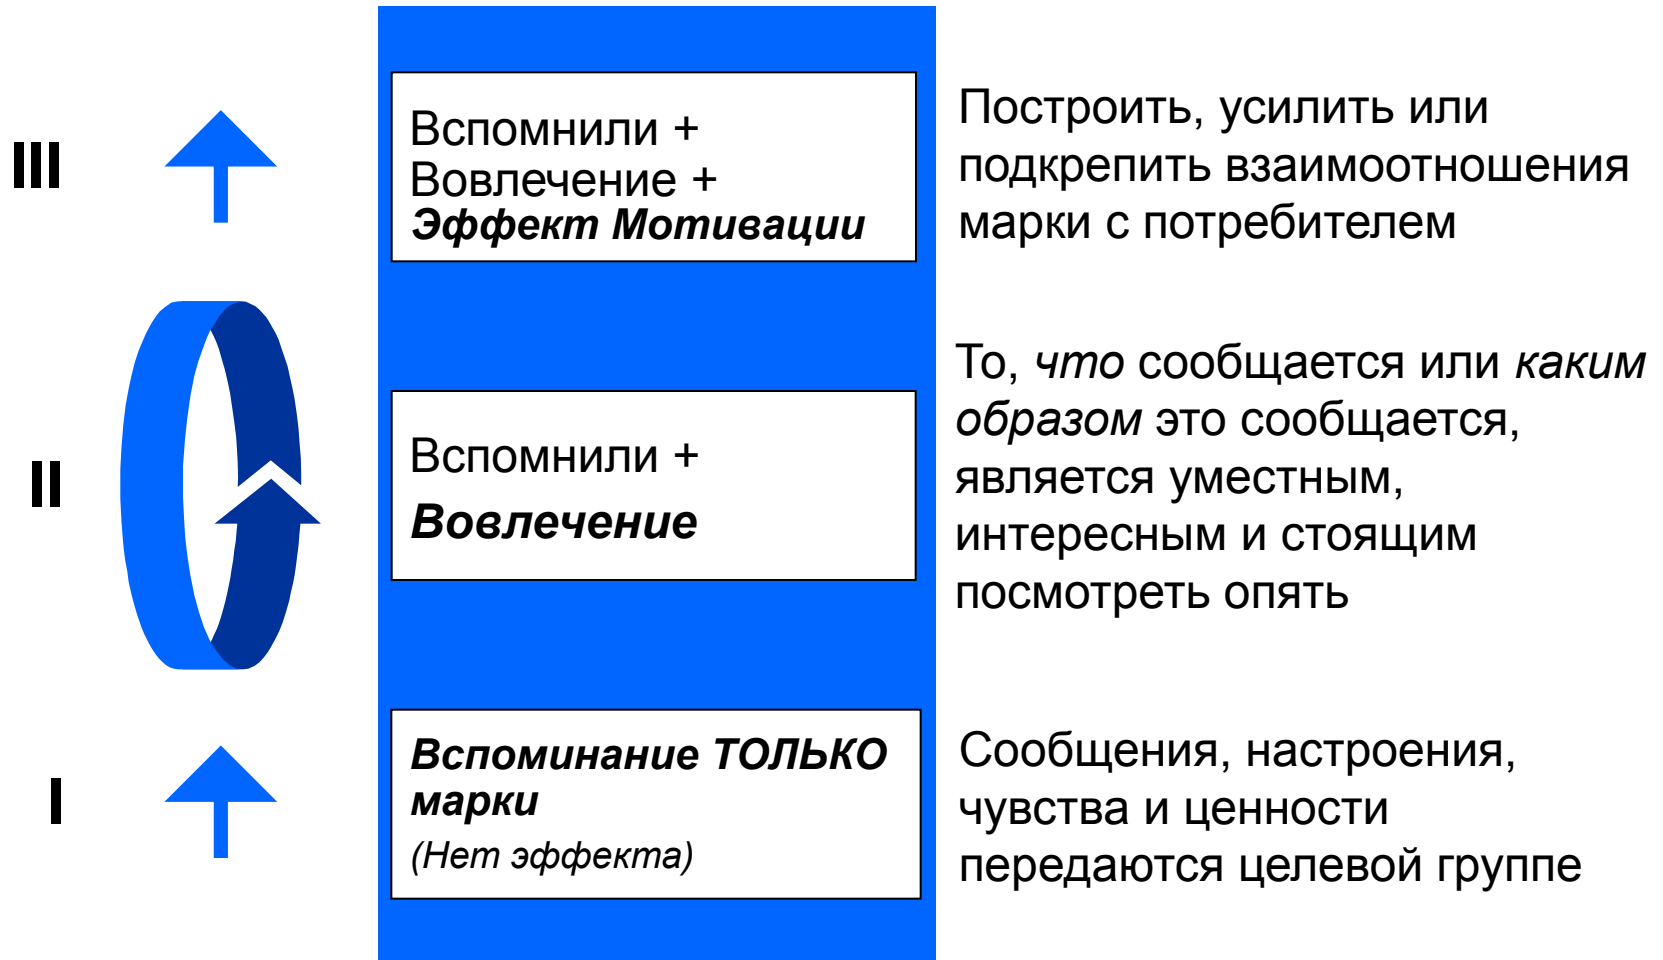 III
Вспомнили +
Вовлечение +
Эффект Мотивации
Построить, усилить или
подкрепить взаимоотношения
марки с потребителем
II
Вспомнили +
Вовлечение
То, что сообщается или каким
образом это сообщается,
является уместным,
интересным и стоящим
посмотреть опять
I
Вспоминание ТОЛЬКО
марки
(Нет эффекта)
Сообщения, настроения,
чувства и ценности
передаются целевой группе